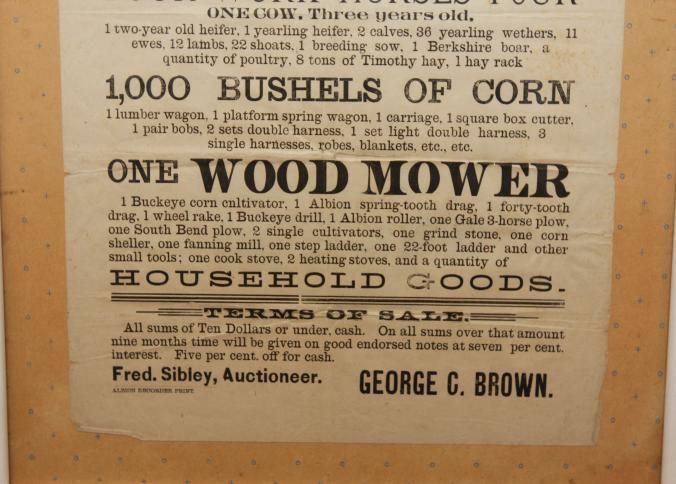 WORK HORSES FOUR
ONE COW, Three years old.
1 two-year old heifer, 1 yearling heifer, 2 calves, 36 yearling wethers, 11
ewes, 12 lambs, 22 shoats, 1 breeding sow, 1 Berkshire boar, a
quantity of poultry, 8 tons of Timothy hay, 1 hay rack
1,000 BUSHELS OF CORN
1 lumber wagon, 1 platform spring wagon, 1 carriage, 1 square box cutter,
1 pair bobs, 2 sets double harness, 1 set light double harness, 3
single harnesses, robes, blankets, etc., etc.
ONE WOOD MOWER
1 Buckeye corn cnltivator, 1 Albion spring-tooth drag, 1 forty-tooth
drag, 1 wheel rake, 1 Buckeye drill, 1 Albion roller, one Gale 3-horse plow,
one South Bend plow, 2 single cultivators, one grind stone, one corn
sheller, one fanning mill, one step ladder, one 22-foot ladder and other
small tools; one cook stove, 2 heating stoves, and a quantity of
HOUSEHOLD GOODS.
TERMS OF SALE.
All sums of Ten Dollars or under, cash. On all sums over that amount
nine months time will be given on good endorsed notes at seven per cent.
interest. Five per cent. off for cash.
Fred. Sibley, Auctioneer. GEORGE C. BROWN.
ALBION RECORDER PRINT